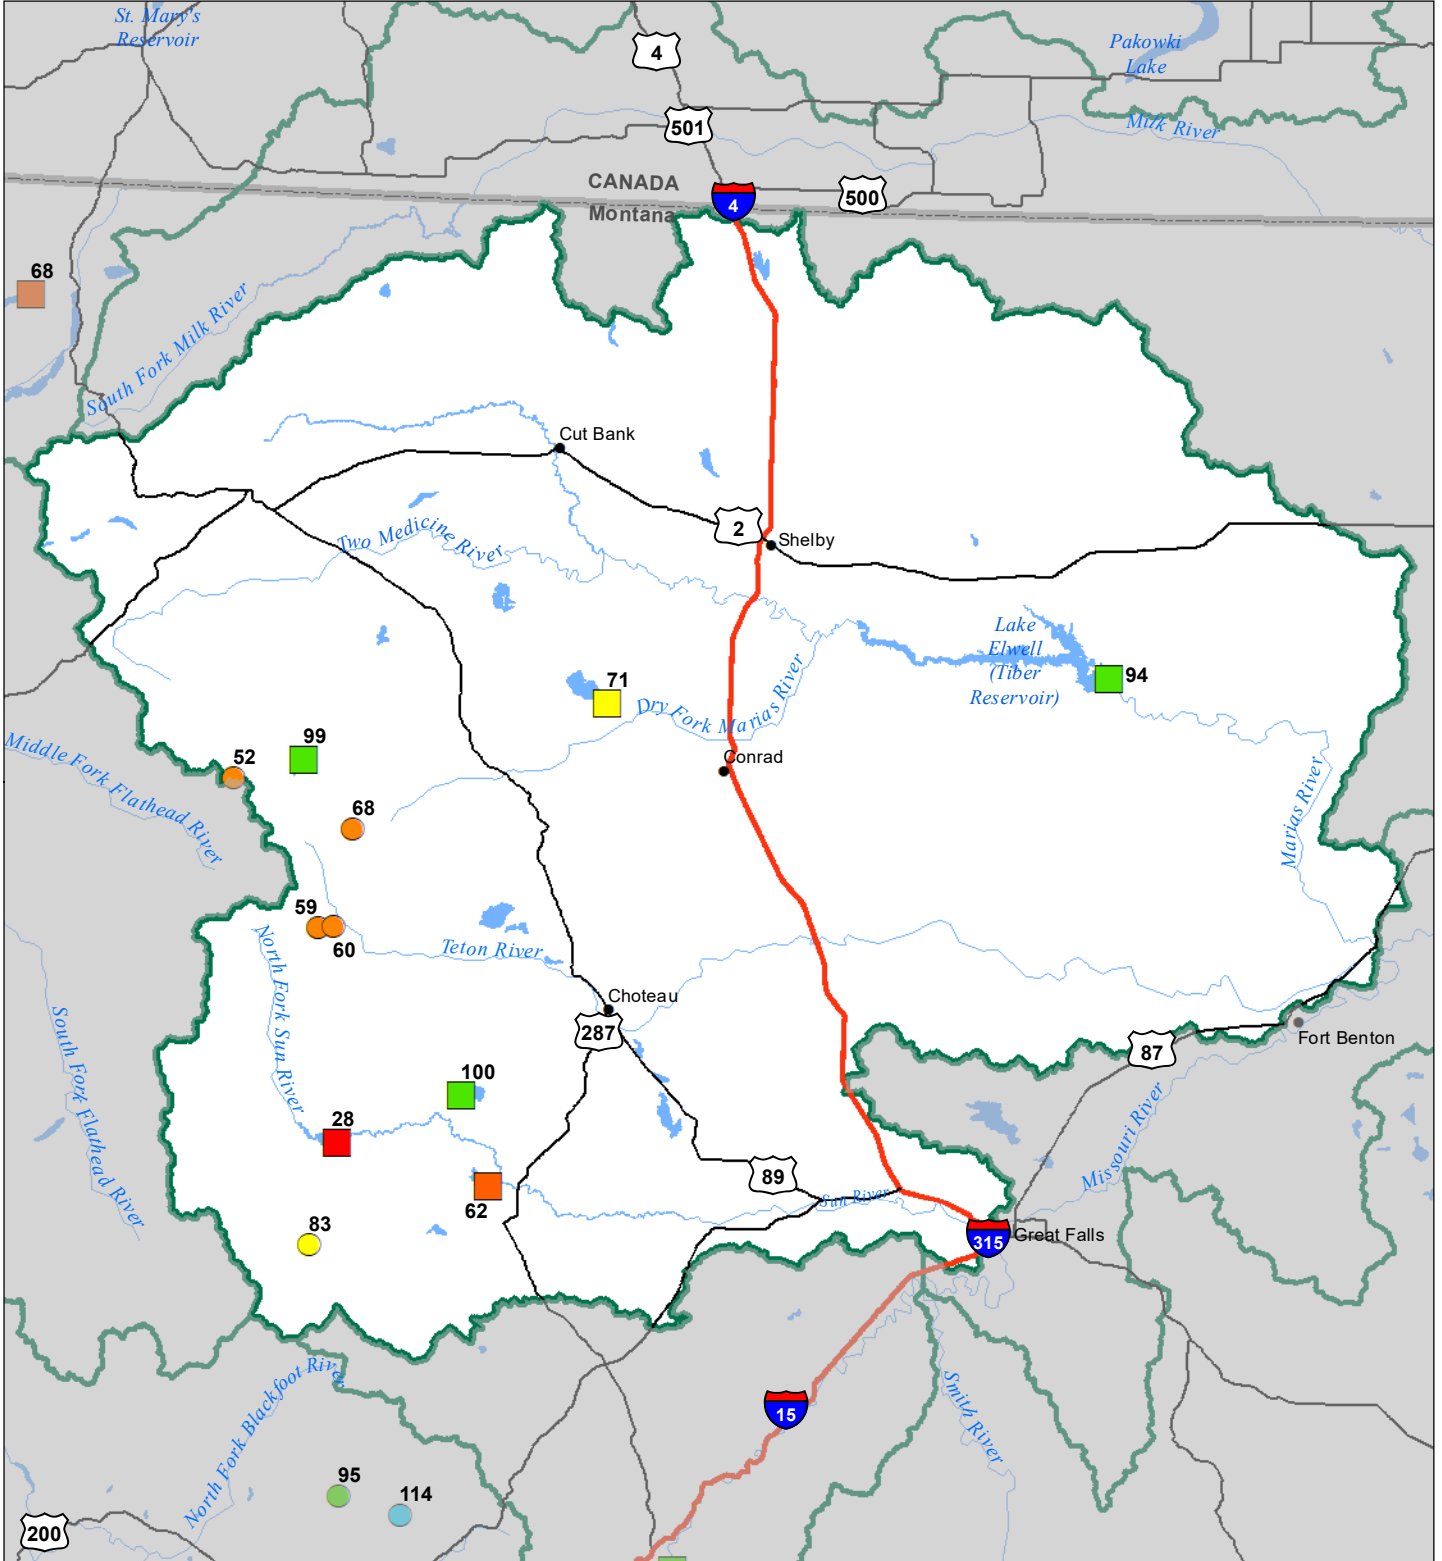 St. Mary's
Reservoir
4
Pakowki
Lake
501
Milk River
CANADA
Montana
4
500
68
South Fork Milk River
Cut Bank
2
Shelby
Two Medicine River
Lake
Elwell
(Tiber
Reservoir)
94
71
Dry Fork Marias River
99
52
Conrad
Middle Fork Flathead River
68
Marias River
59
60
North Fork Sun River
Teton River
Choteau
287
Fort Benton
87
South Fork Flathead River
100
28
Missouri River
89
62
Sun River
83
315
Great Falls
North Fork Blackfoot River
Smith River
15
95
114
200